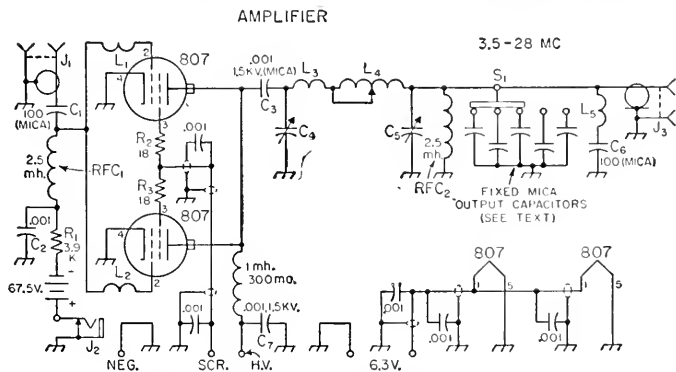 AMPLIFIER
3.5-28 MC
J1
L1
2
807
4
3
.001
1.5KV.(MICA)
C3
L3
L4
S1
C1
100
(MICA)
R2
18
.001
C4
C5
2.5
mh.
RFC2
L5
C6
100(MICA)
J3
2.5
mh.
RFC1
R3
18
3
807
4
2
L2
FIXED MICA
OUTPUT CAPACITORS
(SEE TEXT)
.001
C2
R1
3.9
K
67.5V.
-
+
J2
1mh.
300ma.
.001
.001,1.5KV.
C7
.001
.001
807
1
5
.001
807
1
5
NEG.
SCR.
H.V.
6.3V.